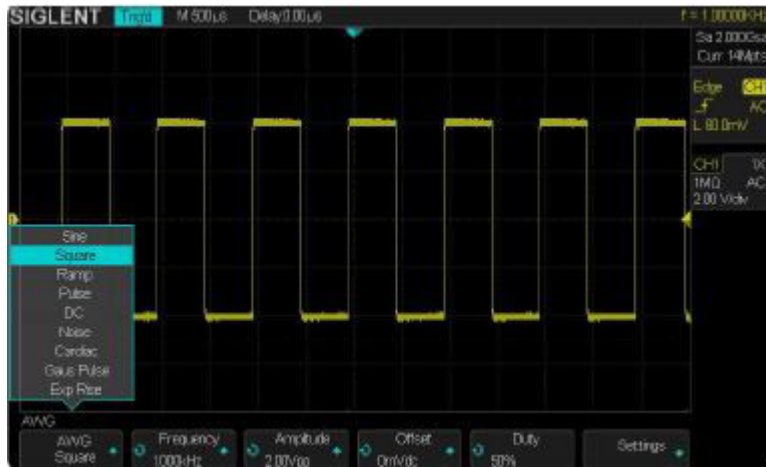 SIGLENT Trig'd M 500µs Delay:0.00µs f = 1.00000KHz
Sa 2.00GSa
Curr 14Mpts
Edge CH1
AC
L 80.0mV
CH1 1X
1MΩ AC
2.00 V/div
Sine
Square
Ramp
Pulse
DC
Noise
Cardiac
Gaus Pulse
Exp Rise
AWG
AWG Frequency Amplitude Offset Duty Settings
Square 1000kHz 2.00Vpp 0mVdc 50%